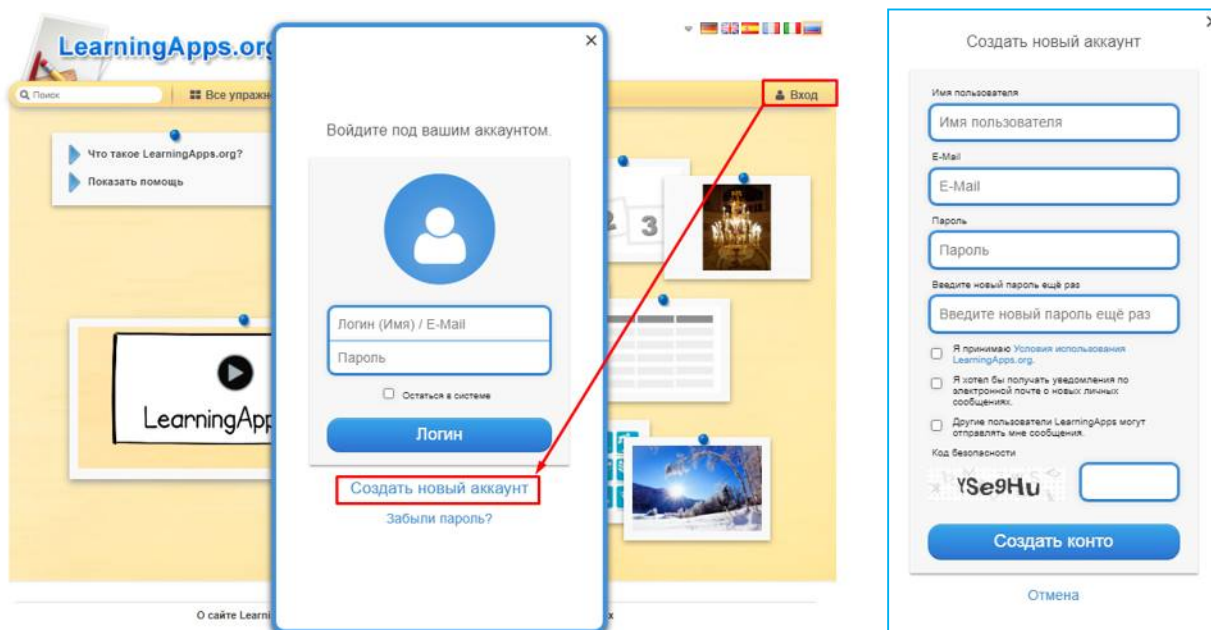 LearningApps.org
Поиск
Все упражн
Вход
Что такое LearningApps.org?
Показать помощь
2 3
LearningApp
О сайте Learni
х
×
Войдите под вашим аккаунтом.
Логин (Имя) / E-Mail
Пароль
Остаться в системе
Логин
Создать новый аккаунт
Забыли пароль?
×
Создать новый аккаунт
Имя пользователя
Имя пользователя
E-Mail
E-Mail
Пароль
Пароль
Введите новый пароль ещё раз
Введите новый пароль ещё раз
Я принимаю Условия использования
LearningApps.org.
Я хотел бы получать уведомления по
электронной почте о новых личных
сообщениях.
Другие пользователи LearningApps могут
отправлять мне сообщения.
Код безопасности
YSe9Hu
Создать конто
Отмена